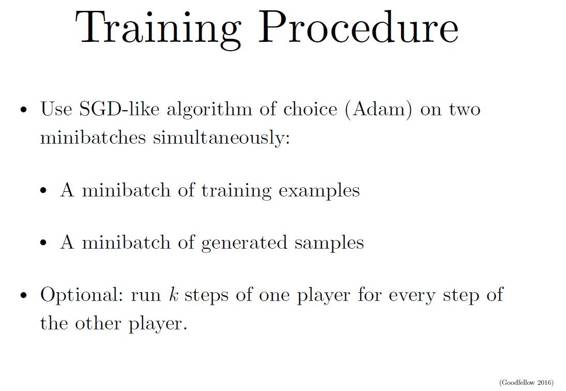 Training Procedure
• Use SGD-like algorithm of choice (Adam) on two
minibatches simultaneously:
• A minibatch of training examples
• A minibatch of generated samples
• Optional: run k steps of one player for every step of
the other player.
(Goodfellow 2016)